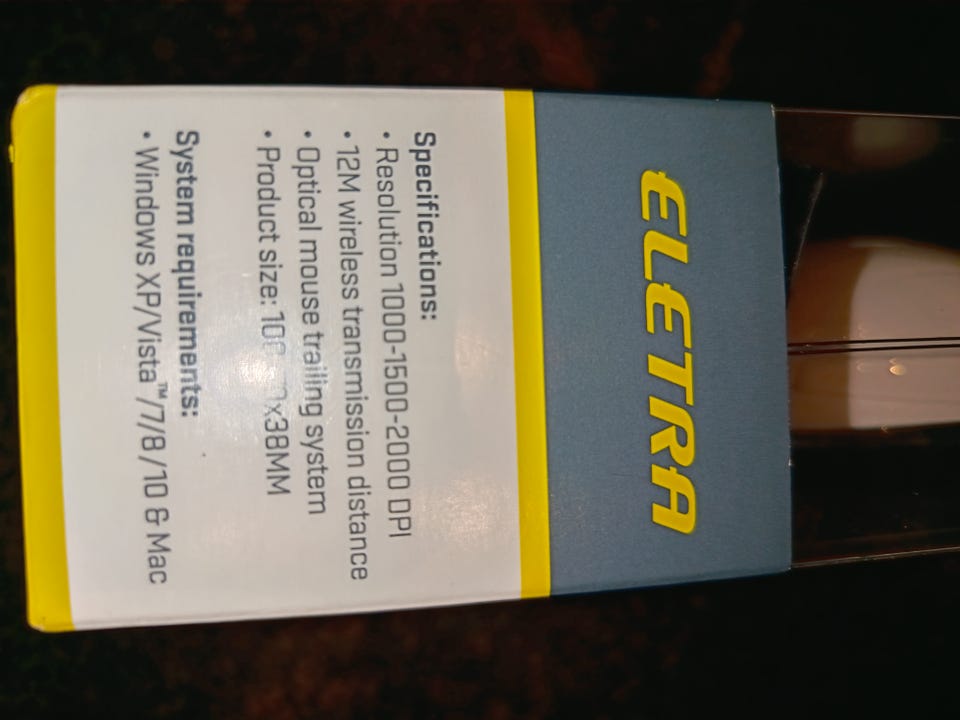 ELETRA
Specifications:
• Resolution 1000-1500-2000 DPI
• 12M wireless transmission distance
• Optical mouse trailing system
• Product size: x38MM
System requirements:
• Windows XP/Vista™/7/8/10 & Mac